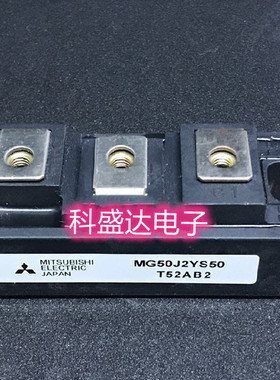 科盛达电子
MITSUBISHI
ELECTRIC
JAPAN
MG50J2YS50
T52AB2